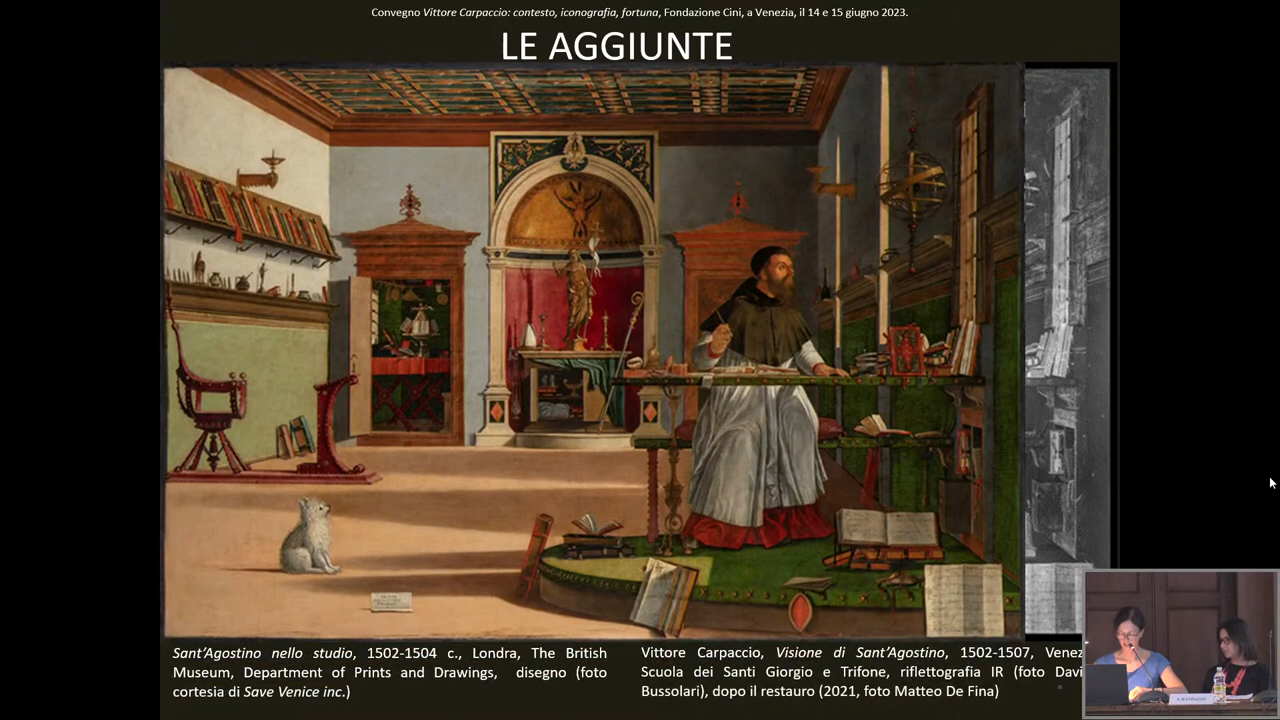 Convegno Vittore Carpaccio: contesto, iconografia, fortuna, Fondazione Cini, a Venezia, il 14 e 15 giugno 2023.
LE AGGIUNTE
Sant'Agostino nello studio, 1502-1504 c., Londra, The British
Museum, Department of Prints and Drawings, disegno (foto
cortesia di Save Venice inc.)
Vittore Carpaccio, Visione di Sant'Agostino, 1502-1507, Venez
Scuola dei Santi Giorgio e Trifone, riflettografia IR (foto Davi
Bussolari), dopo il restauro (2021, foto Matteo De Fina)